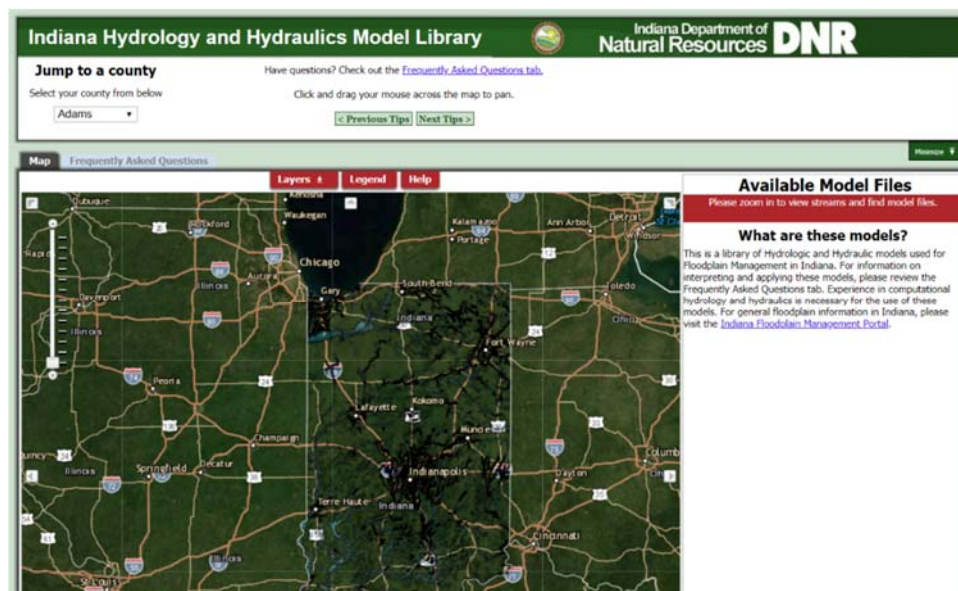 Indiana Hydrology and Hydraulics Model Library
Indiana Department of
Natural Resources DNR
Jump to a county
Select your county from below
Adams
Have questions? Check out the Frequently Asked Questions tab.
Click and drag your mouse across the map to pan.
< Previous Tips Next Tips >
Minimize
Map Frequently Asked Questions
Layers Legend Help
Available Model Files
Please zoom in to view streams and find model files.
What are these models?
This is a library of Hydrologic and Hydraulic models used for
Floodplain Management in Indiana. For information on
interpreting and applying these models, please review the
Frequently Asked Questions tab. Experience in computational
hydrology and hydraulics is necessary for the use of these
models. For general floodplain information in Indiana, please
visit the Indiana Floodplain Management Portal.
Dubuque
Kenosha
Waukegan
Rockford
Kalamazoo
Portage
Ann Arbor
Detroit
Windsor
Chicago
Aurora
Illinois
Gary
South Bend
Toledo
Davenport
Indiana
Ohio
Illinois
Fort Wayne
Peoria
Lafayette
Kokomo
Muncie
Champaign
Springfield
Decatur
Illinois
Indianapolis
Dayton
Terre Haute
Indiana
Cincinnati
Illinois
St Louis